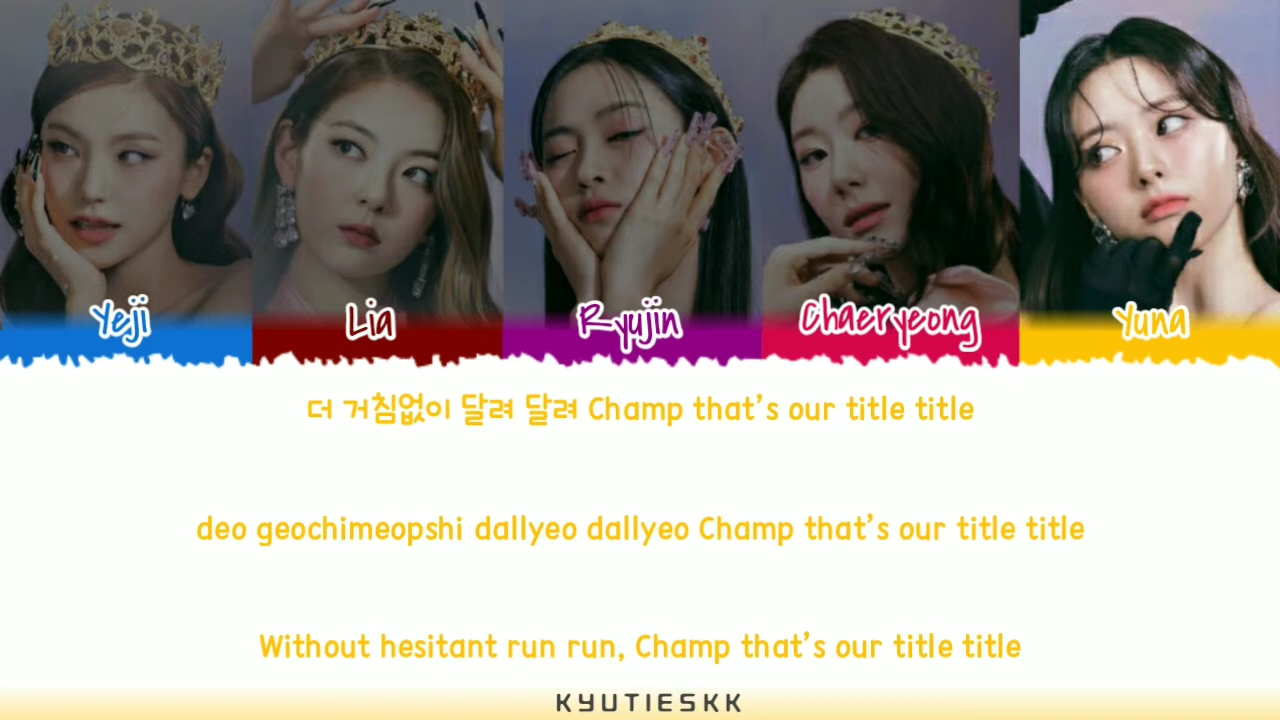 Yeji Lia Ryujin Chaeryeong Yuna
더 거침없이 달려 달려 Champ that's our title title
deo geochimeopshi dallyeo dallyeo Champ that's our title title
Without hesitant run run, Champ that's our title title
KYUTIESKK